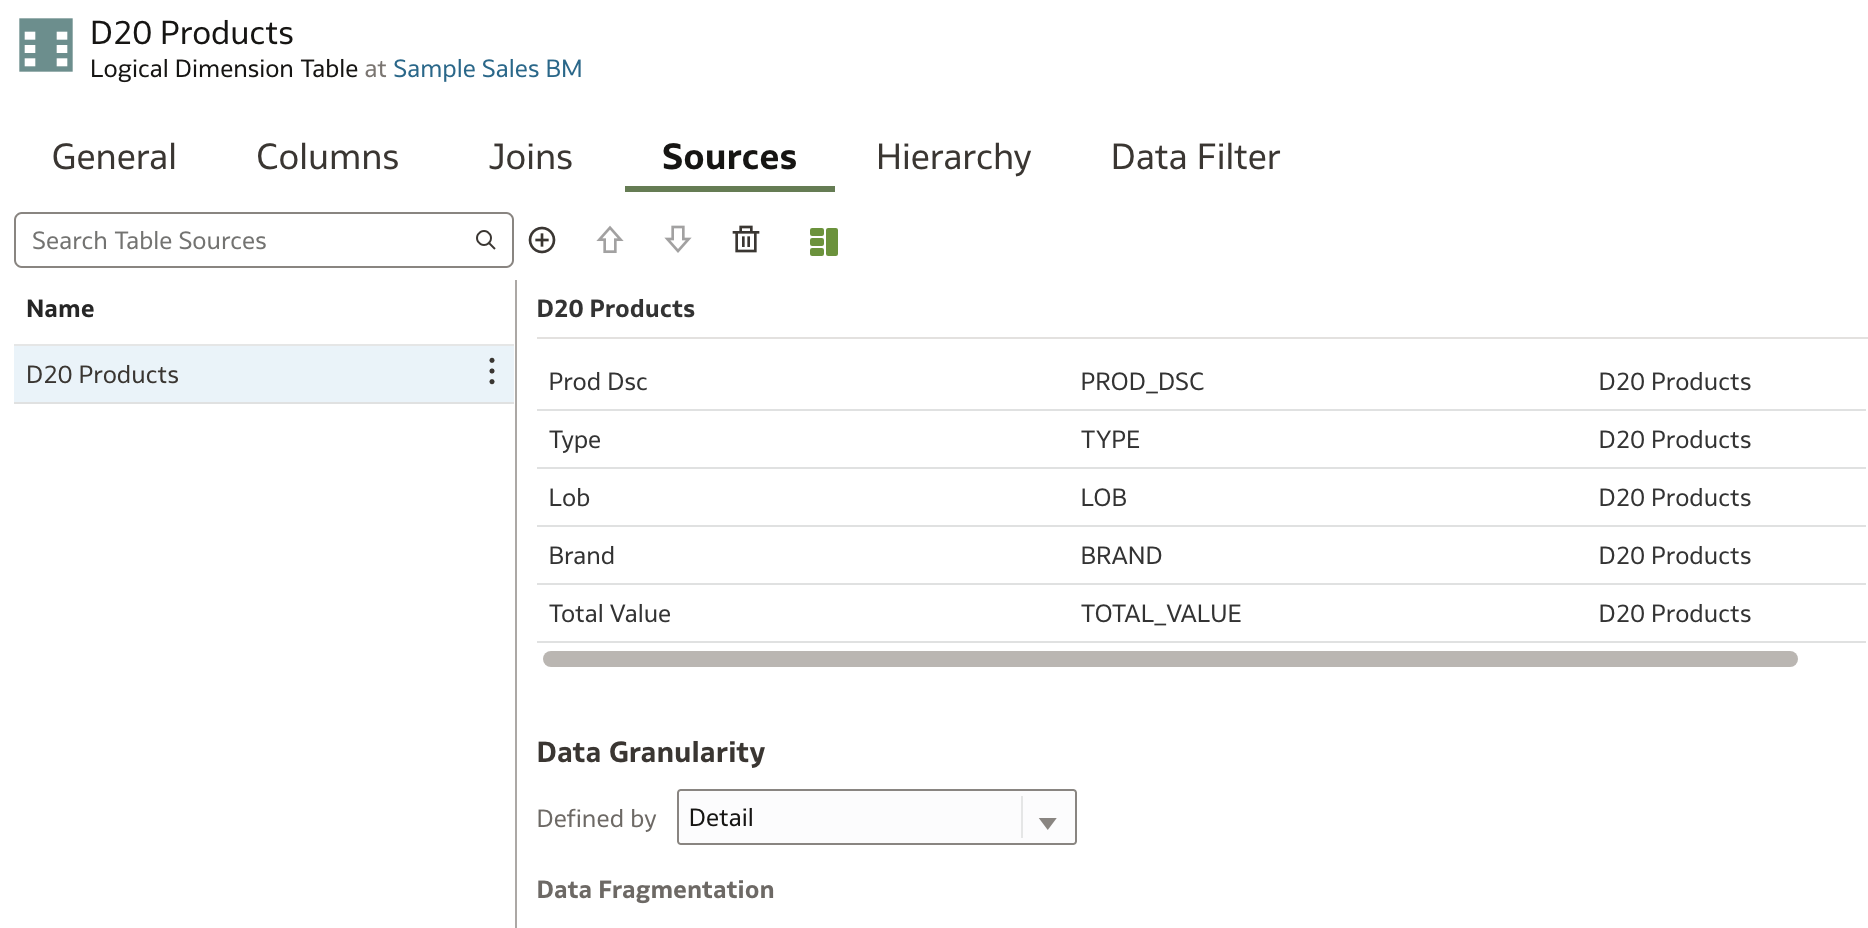 D20 Products
Logical Dimension Table at Sample Sales BM
General Columns Joins Sources Hierarchy Data Filter
Search Table Sources
Name
D20 Products
D20 Products
Prod Dsc PROD_DSC D20 Products
Type TYPE D20 Products
Lob LOB D20 Products
Brand BRAND D20 Products
Total Value TOTAL_VALUE D20 Products
Data Granularity
Defined by Detail
Data Fragmentation